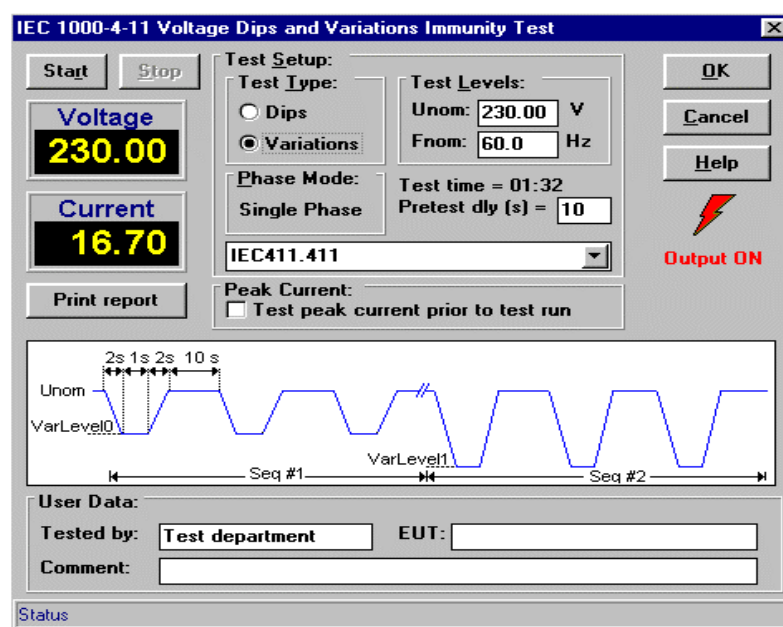 IEC 1000-4-11 Voltage Dips and Variations Immunity Test
Start
Stop
Voltage
230.00
Current
16.70
Print report
Test Setup:
Test Type:
Dips
Variations
Test Levels:
Unom: 230.00 V
Fnom: 60.0 Hz
Phase Mode:
Single Phase
Test time = 01:32
Pretest dly (s) = 10
IEC411.411
Peak Current:
Test peak current prior to test run
OK
Cancel
Help
Output ON
2s 1s 2s 10 s
Unom
VarLevel0
VarLevel1
Seq #1
Seq #2
User Data:
Tested by: Test department
EUT:
Comment:
Status